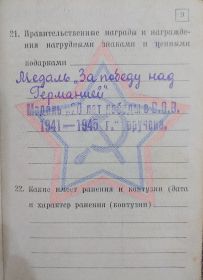 9
21. Правительственные награды и награжде-
ния нагрудными знаками и ценными
подарками
Медаль „За победу над
Германией"
Медаль "20 лет победы в В.О.В.
1941—1945 г." вручена.
22. Какие имеет ранения и контузии (дата
и характер ранения (контузии)